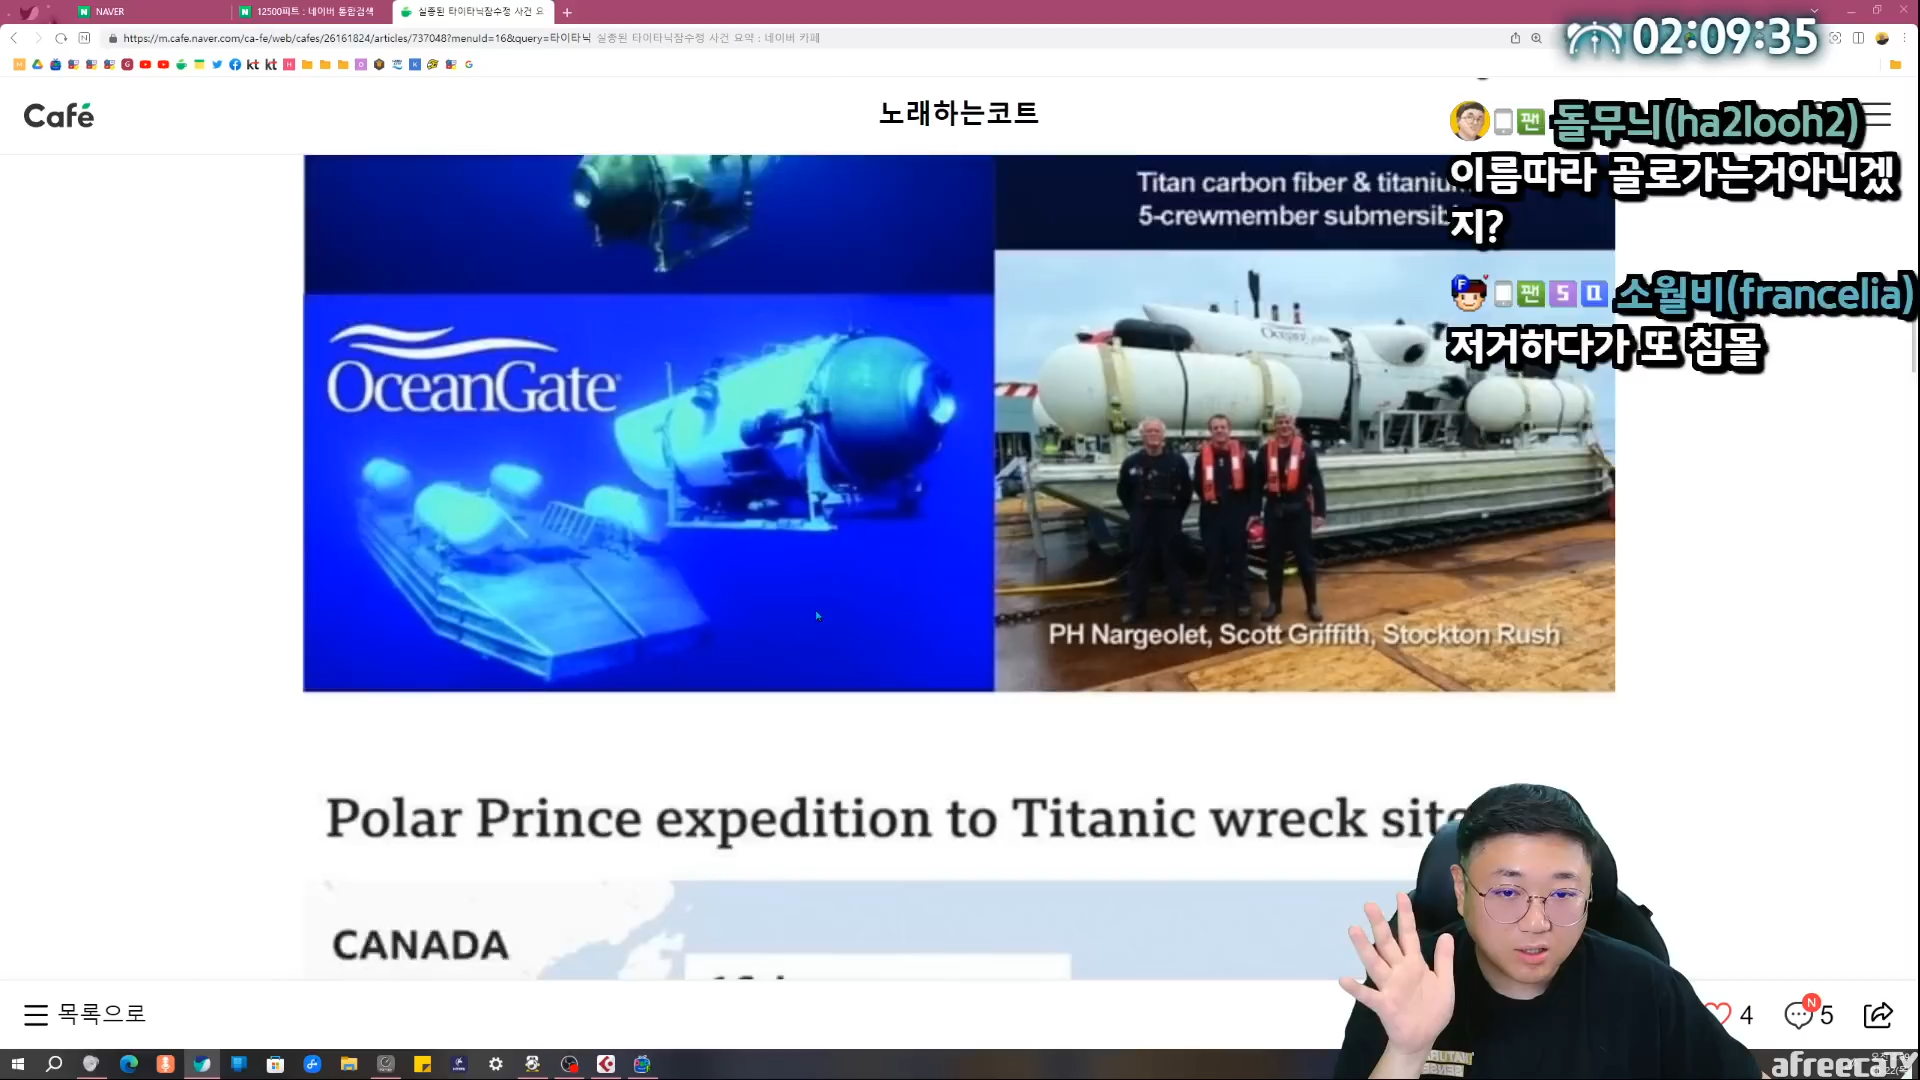 NAVER
12500피트 : 네이버 통합검색
실종된 타이타닉잠수정 사건 요
https://m.cafe.naver.com/ca-fe/web/cafes/26161824/articles/737048?menuId=16&query=타이타닉 실종된 타이타닉잠수정 사건 요약 : 네이버 카페
02:09:35
Café
노래하는코트
팬 돌무늬(ha2looh2)
이름따라 골로가는거아니겠
지?
팬 S 소월비(francelia)
저거하다가 또 침몰
Titan carbon fiber & titaniu
5-crewmember submersib
OceanGate
PH Nargeolet, Scott Griffith, Stockton Rush
Polar Prince expedition to Titanic wreck site
CANADA
목록으로
4
N
5
afreecaTV